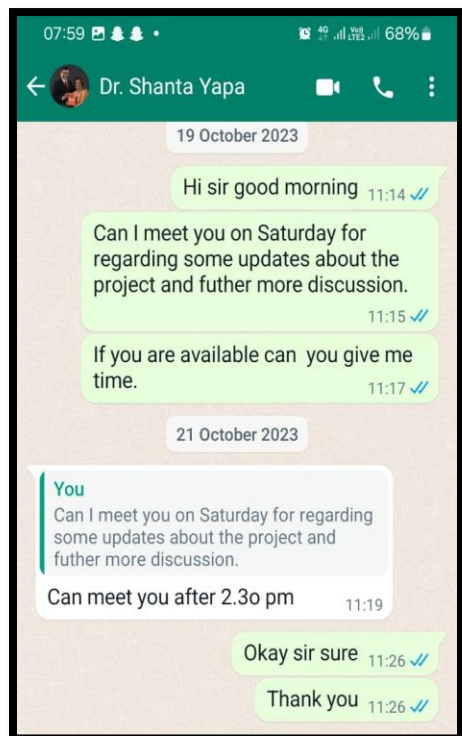 07:59
4G Vo) LTE2 68%
Dr. Shanta Yapa
19 October 2023
Hi sir good morning 11:14
Can I meet you on Saturday for
regarding some updates about the
project and futher more discussion.
11:15
If you are available can you give me
time. 11:17
21 October 2023
You
Can I meet you on Saturday for regarding
some updates about the project and
futher more discussion.
Can meet you after 2.3o pm 11:19
Okay sir sure 11:26
Thank you 11:26